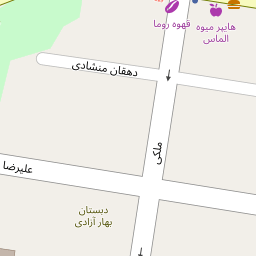 قهوه روما
هایپر میوه
الماس
دهقان منشادی
ملکی
علیرضا
دبستان
بهار آزادی